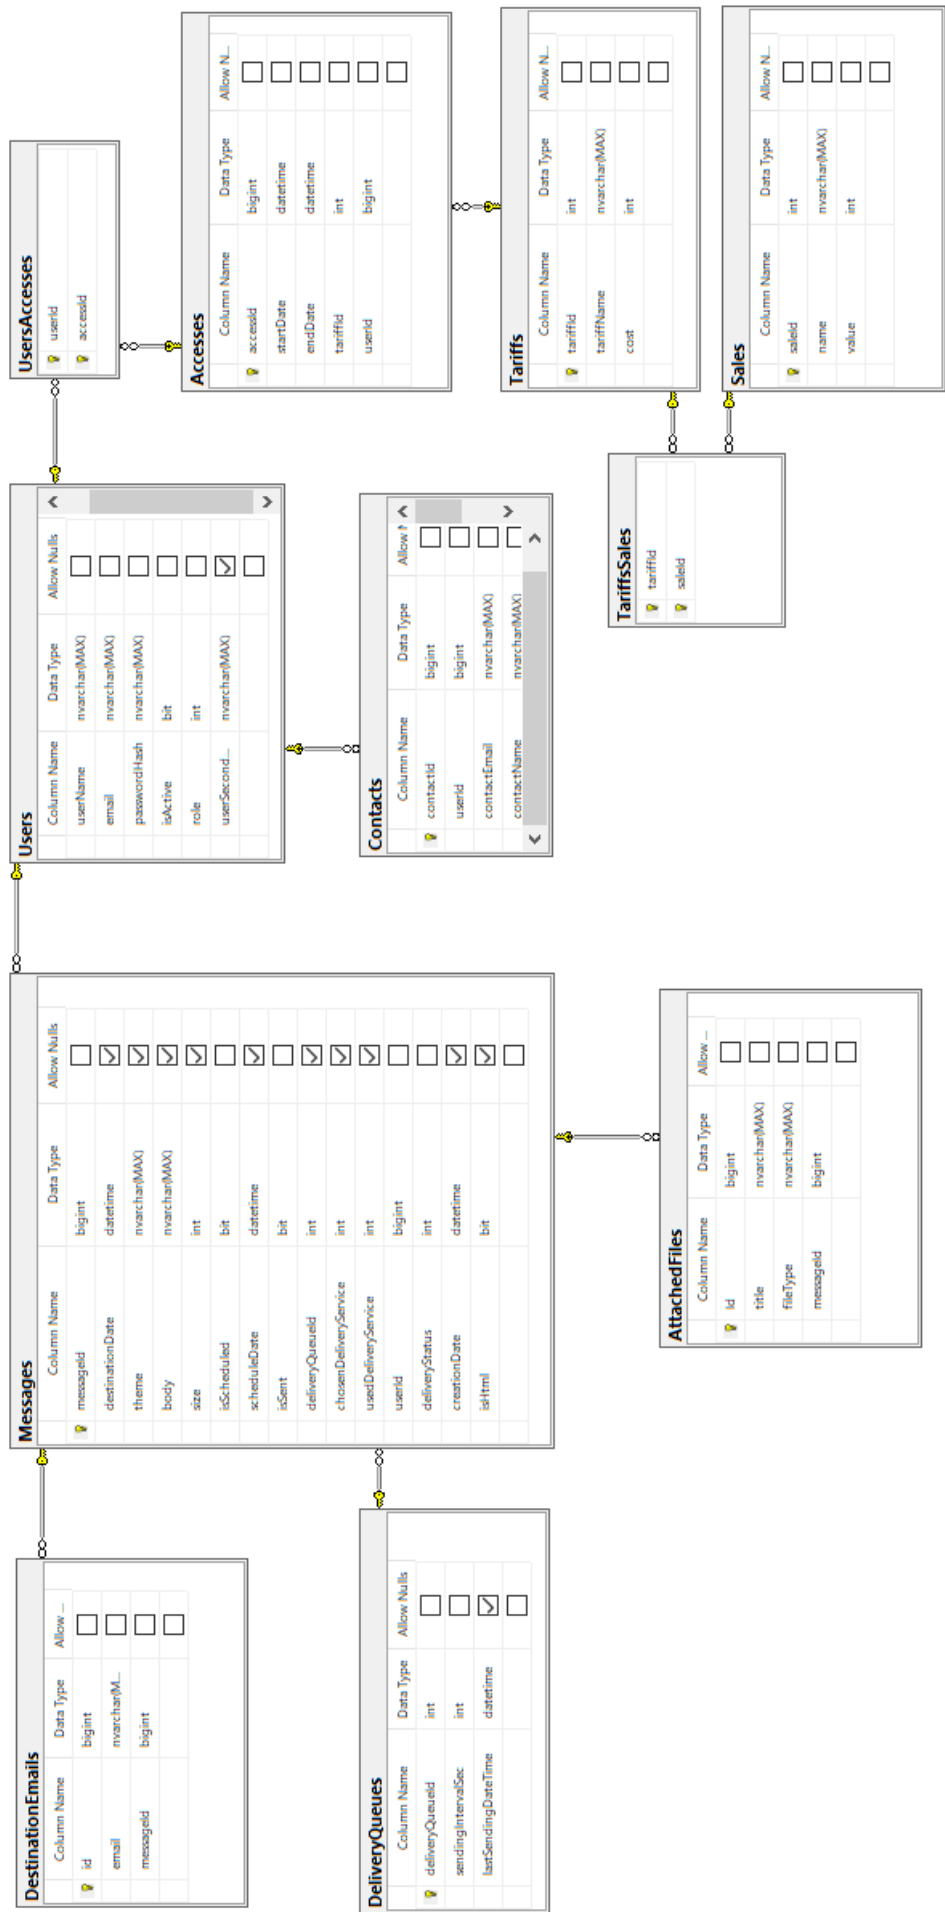 DestinationEmails
Column Name Data Type Allow ...
id bigint
email nvarchar(M...
messageId bigint
DeliveryQueues
Column Name Data Type Allow Nulls
deliveryQueueId int
sendingIntervalSec int
lastSendingDateTime datetime
Messages
Column Name Data Type Allow Nulls
messageId bigint
destinationDate datetime
theme nvarchar(MAX)
body nvarchar(MAX)
size int
isScheduled bit
scheduleDate datetime
isSent bit
deliveryQueueId int
chosenDeliveryService int
usedDeliveryService int
userId bigint
deliveryStatus int
creationDate datetime
isHtml bit
AttachedFiles
Column Name Data Type Allow ...
id bigint
title nvarchar(MAX)
fileType nvarchar(MAX)
messageId bigint
Users
Column Name Data Type Allow Nulls
userName nvarchar(MAX)
email nvarchar(MAX)
passwordHash nvarchar(MAX)
isActive bit
role int
userSecond... nvarchar(MAX)
Contacts
Column Name Data Type Allow N
contactId bigint
userId bigint
contactEmail nvarchar(MAX)
contactName nvarchar(MAX)
UsersAccesses
userId
accessId
Accesses
Column Name Data Type Allow N...
accessId bigint
startDate datetime
endDate datetime
tariffId int
userId bigint
Tariffs
Column Name Data Type Allow N...
tariffId int
tariffName nvarchar(MAX)
cost int
TariffsSales
tariffId
saleId
Sales
Column Name Data Type Allow N...
saleId int
name nvarchar(MAX)
value int